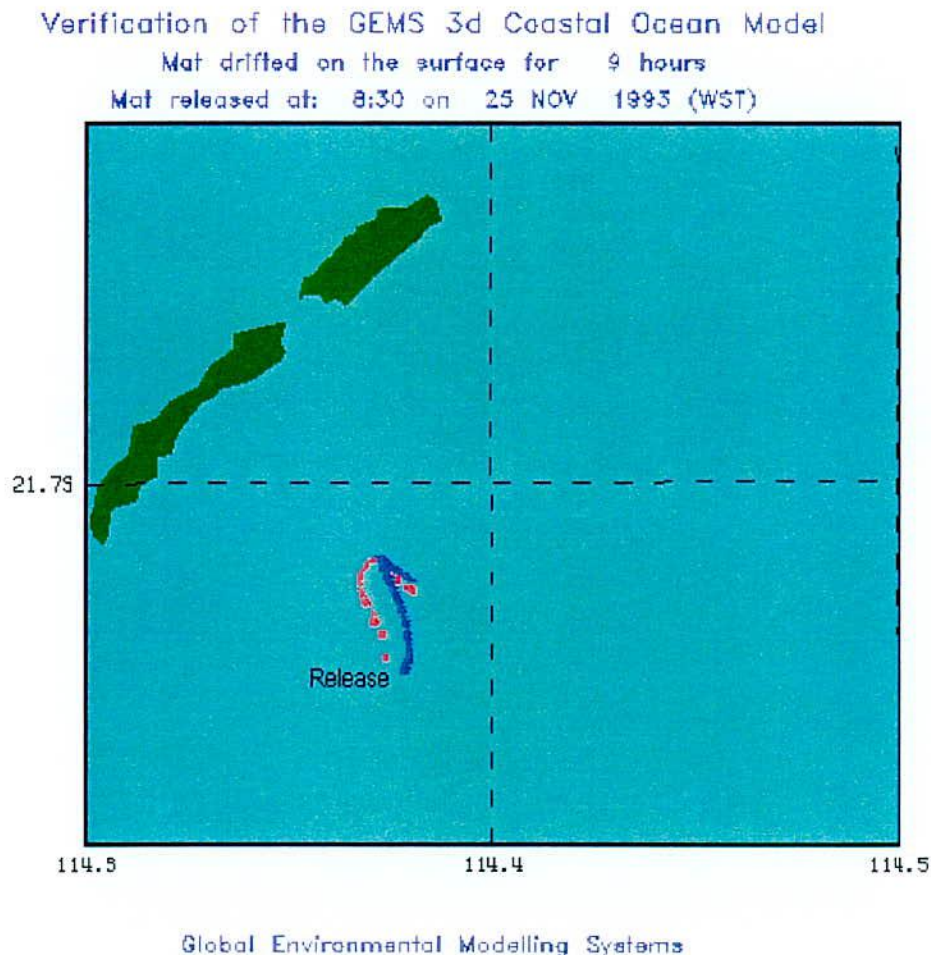 Verification of the GEMS 3d Coastal Ocean Model
Mat drifted on the surface for 9 hours
Mat released at: 8:30 on 25 NOV 1993 (WST)
21.73
Release
114.3
114.4
114.5
Global Environmental Modelling Systems